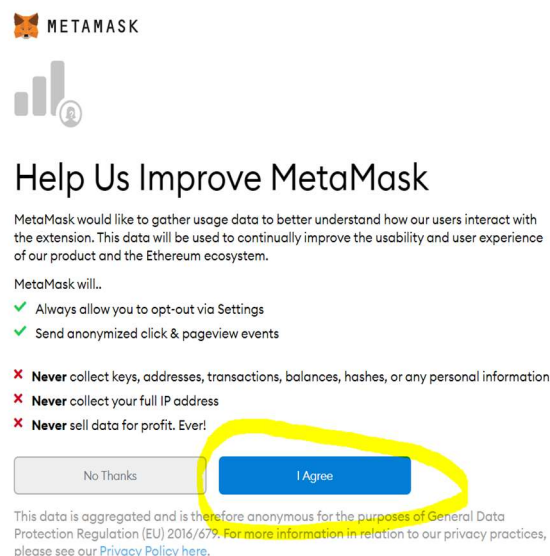 METAMASK
Help Us Improve MetaMask
MetaMask would like to gather usage data to better understand how our users interact with
the extension. This data will be used to continually improve the usability and user experience
of our product and the Ethereum ecosystem.
MetaMask will..
Always allow you to opt-out via Settings
Send anonymized click & pageview events
Never collect keys, addresses, transactions, balances, hashes, or any personal information
Never collect your full IP address
Never sell data for profit. Ever!
No Thanks
I Agree
This data is aggregated and is therefore anonymous for the purposes of General Data
Protection Regulation (EU) 2016/679. For more information in relation to our privacy practices,
please see our Privacy Policy here.